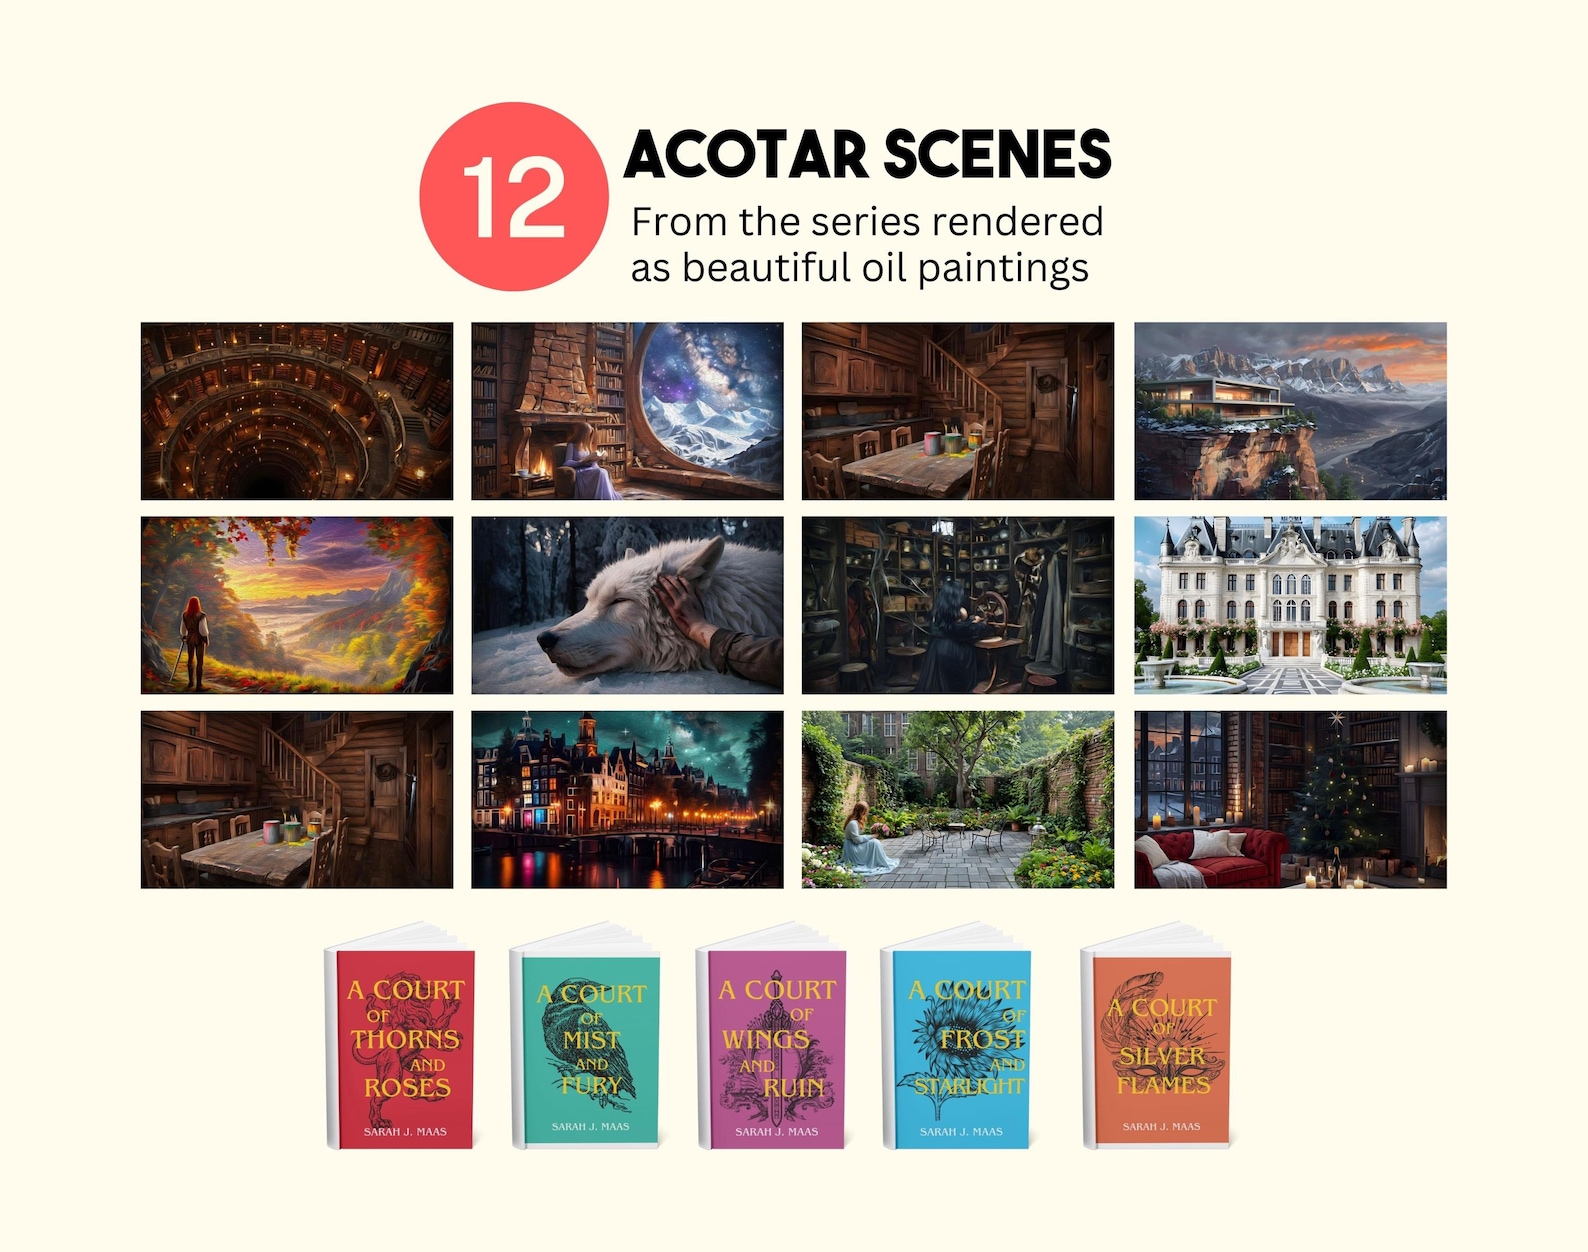 12
ACOTAR SCENES
From the series rendered
as beautiful oil paintings
A COURT
OF
THORNS
AND
ROSES
SARAH J. MAAS
A COURT
OF
MIST
AND
FURY
SARAH J. MAAS
A COURT
OF
WINGS
AND
RUIN
SARAH J. MAAS
A COURT
OF
FROST
AND
STARLIGHT
SARAH J. MAAS
A COURT
OF
SILVER
FLAMES
SARAH J. MAAS